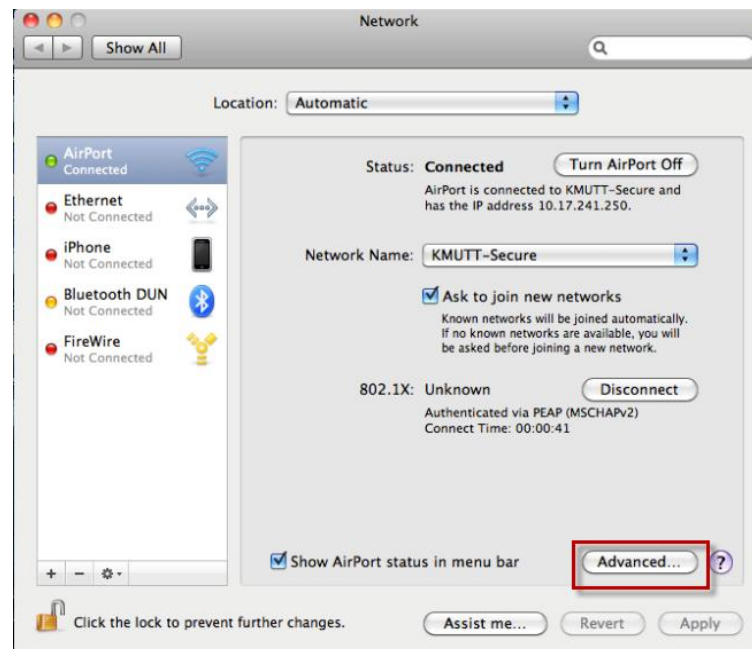 Network
Show All
Location: Automatic
AirPort
Connected
Ethernet
Not Connected
iPhone
Not Connected
Bluetooth DUN
Not Connected
FireWire
Not Connected
Status: Connected
Turn AirPort Off
AirPort is connected to KMUTT-Secure and
has the IP address 10.17.241.250.
Network Name: KMUTT-Secure
Ask to join new networks
Known networks will be joined automatically.
If no known networks are available, you will
be asked before joining a new network.
802.1X: Unknown
Disconnect
Authenticated via PEAP (MSCHAPv2)
Connect Time: 00:00:41
Show AirPort status in menu bar
Advanced...
?
Click the lock to prevent further changes.
Assist me...
Revert
Apply